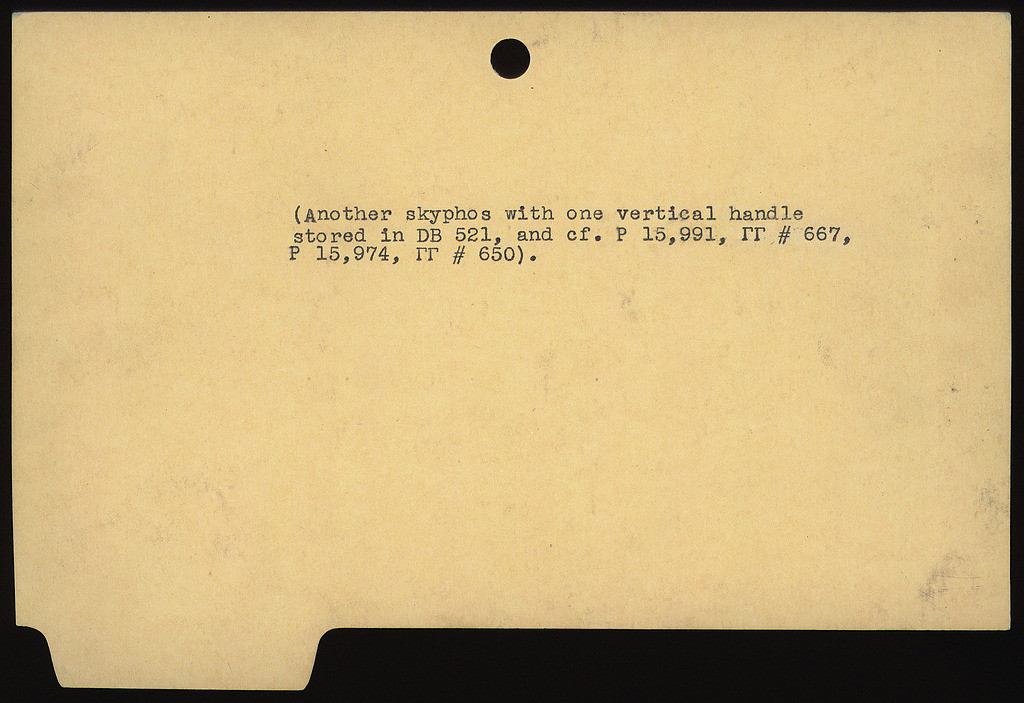 (Another skyphos with one vertical handle
stored in DB 521, and cf. P 15,991, ΓΓ # 667,
P 15,974, ΓΓ # 650).